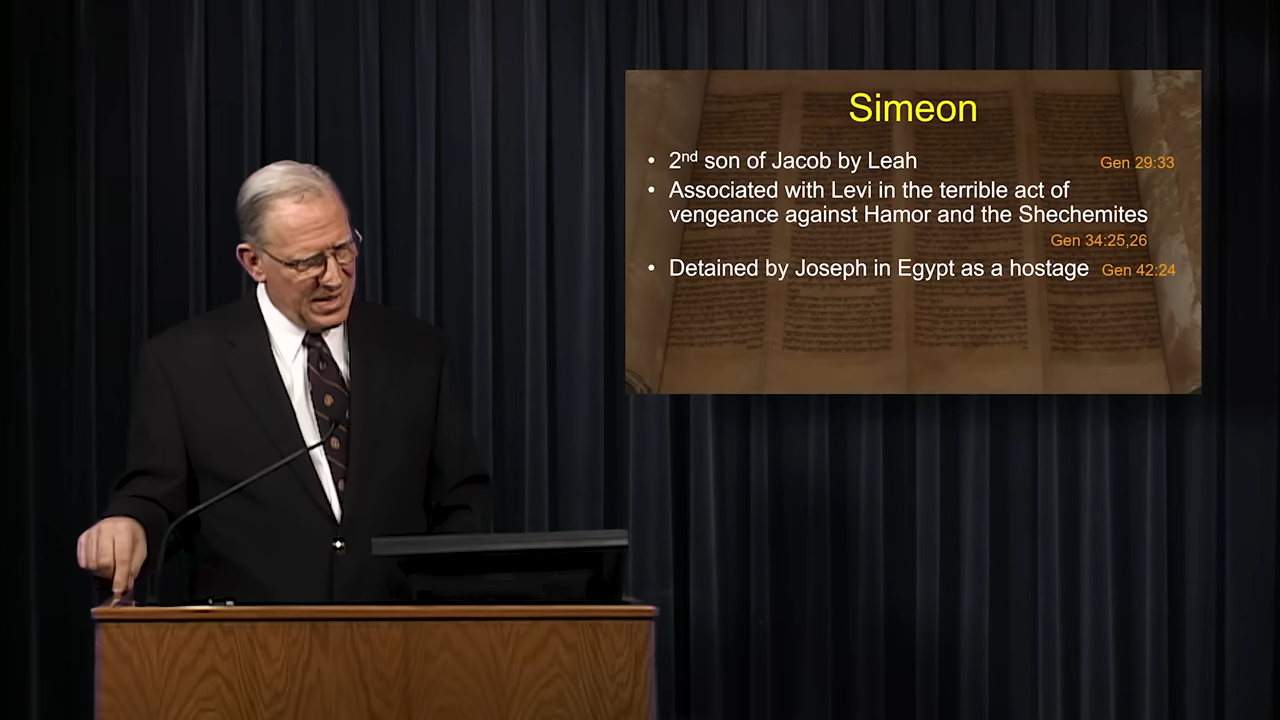 Simeon
• 2nd son of Jacob by Leah Gen 29:33
• Associated with Levi in the terrible act of
vengeance against Hamor and the Shechemites
Gen 34:25,26
• Detained by Joseph in Egypt as a hostage Gen 42:24